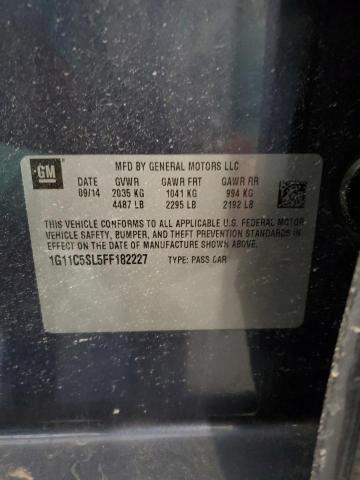 GM
MFD BY GENERAL MOTORS LLC
DATE GVWR GAWR FRT GAWR RR
09/14 2035 KG 1041 KG 994 KG
4487 LB 2295 LB 2192 LB
THIS VEHICLE CONFORMS TO ALL APPLICABLE U.S. FEDERAL MOTOR
VEHICLE SAFETY, BUMPER, AND THEFT PREVENTION STANDARDS IN
EFFECT ON THE DATE OF MANUFACTURE SHOWN ABOVE.
1G11C5SL5FF182227 TYPE: PASS CAR